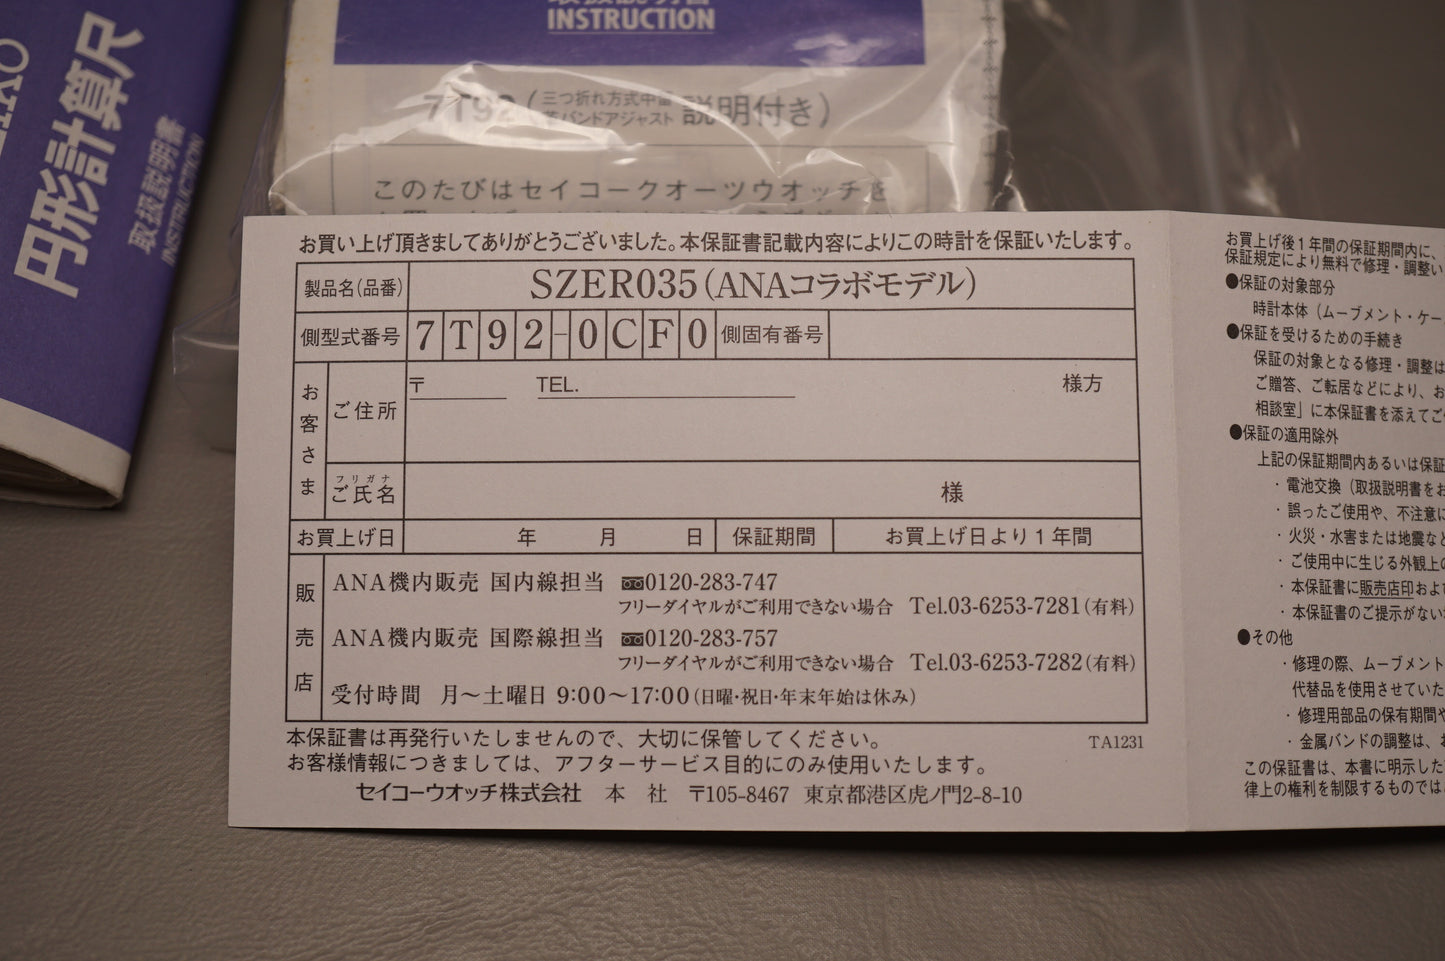 円形計算尺
取扱説明書
INSTRUCTION
INSTRUCTION
7T92(三つ折れ方式中留 説明付き)
革バンドアジャスト
このたびはセイコークオーツウオッチを
お買い上げ頂きましてありがとうございました。本保証書記載内容によりこの時計を保証いたします。
製品名(品番) SZER035(ANAコラボモデル)
側型式番号 7T92-0CF0 側固有番号
お客さま
ご住所 〒 TEL. 様方
フリガナ
ご氏名 様
お買上げ日 年 月 日 保証期間 お買上げ日より1年間
販売店
ANA機内販売 国内線担当 0120-283-747
フリーダイヤルがご利用できない場合 Tel.03-6253-7281(有料)
ANA機内販売 国際線担当 0120-283-757
フリーダイヤルがご利用できない場合 Tel.03-6253-7282(有料)
受付時間 月〜土曜日 9:00〜17:00(日曜・祝日・年末年始は休み)
本保証書は再発行いたしませんので、大切に保管してください。
TA1231
お客様情報につきましては、アフターサービス目的にのみ使用いたします。
セイコーウオッチ株式会社 本 社 〒105-8467 東京都港区虎ノ門2-8-10
お買上げ後1年間の保証期間内に、
保証規定により無料で修理・調整い
●保証の対象部分
時計本体(ムーブメント・ケー
●保証を受けるための手続き
保証の対象となる修理・調整は
ご贈答、ご転居などにより、お
相談室」に本保証書を添えてご
●保証の適用除外
上記の保証期間内あるいは保証
・電池交換(取扱説明書をお
・誤ったご使用や、不注意に
・火災・水害または地震など
・ご使用中に生じる外観上の
・本保証書に販売店印およ
・本保証書のご提示がない
●その他
・修理の際、ムーブメント
代替品を使用させていた
・修理用部品の保有期間や
・金属バンドの調整は、お
この保証書は、本書に明示した
律上の権利を制限するものでは